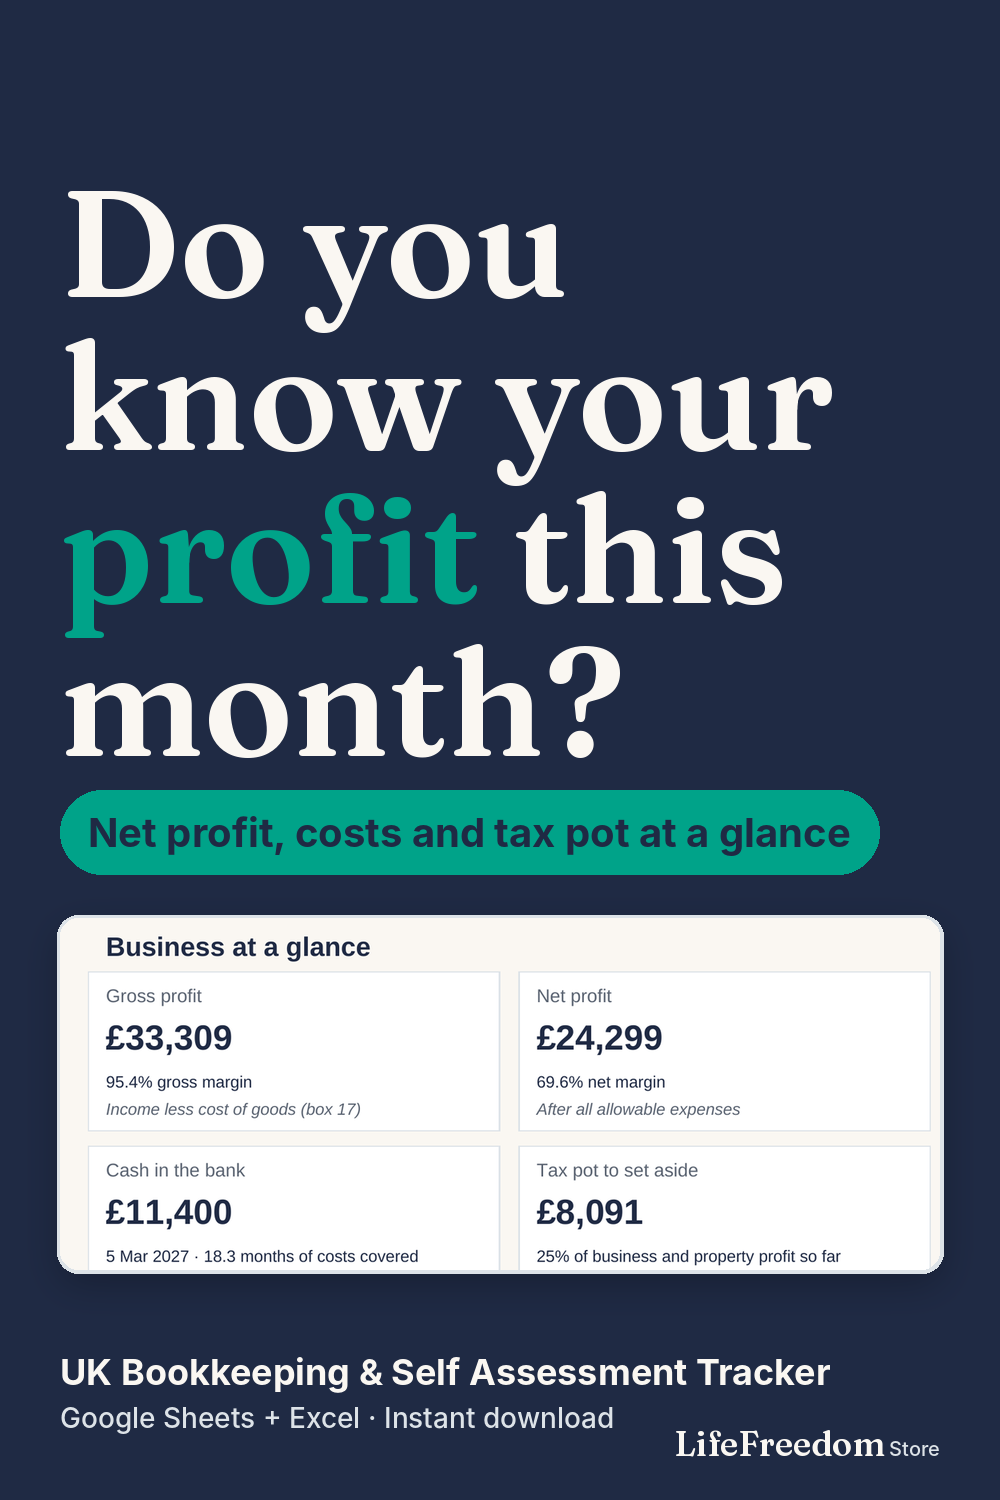 Do you
know your
profit this
month?
Net profit, costs and tax pot at a glance
Business at a glance
Gross profit
£33,309
95.4% gross margin
Income less cost of goods (box 17)
Net profit
£24,299
69.6% net margin
After all allowable expenses
Cash in the bank
£11,400
5 Mar 2027 · 18.3 months of costs covered
Tax pot to set aside
£8,091
25% of business and property profit so far
UK Bookkeeping & Self Assessment Tracker
Google Sheets + Excel · Instant download
LifeFreedom Store